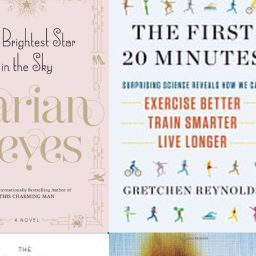 Brightest Star
in the Sky
arian
eyes
nternationally Bestselling Author of
THIS CHARMING MAN
A NOVEL
THE FIRST
20 MINUTES
SURPRISING SCIENCE REVEALS HOW WE CA
EXERCISE BETTER
TRAIN SMARTER
LIVE LONGER
GRETCHEN REYNOLD
THE